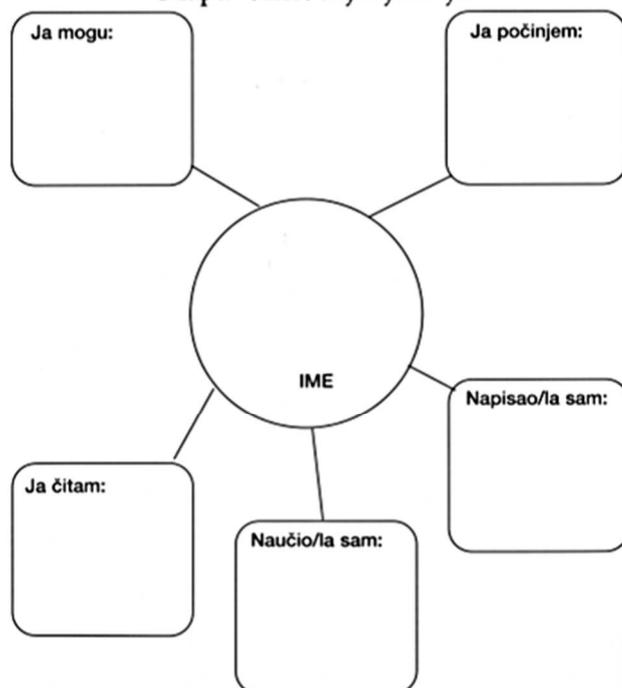 Ja mogu:
Ja počinjem:
IME
Napisao/la sam:
Ja čitam:
Naučio/la sam: